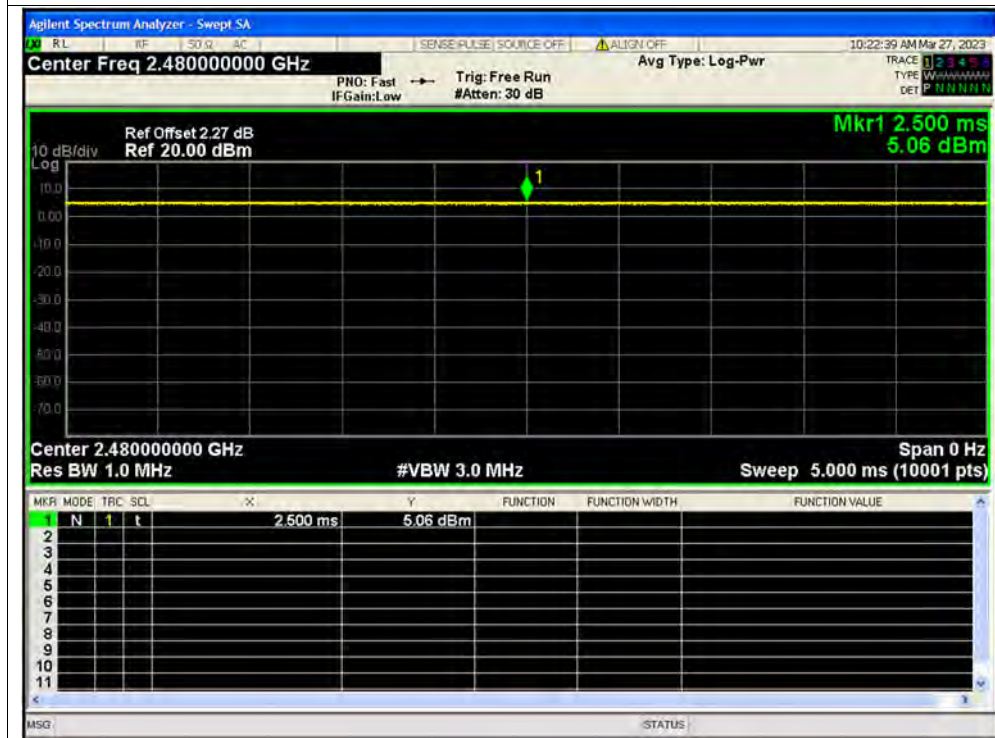 Agilent Spectrum Analyzer - Swept SA
RL RF 50 Ω AC SENSE:PULSE SOURCE OFF ALIGN OFF 10:22:39 AM Mar 27, 2023
Center Freq 2.480000000 GHz
Avg Type: Log-Pwr
TRACE 1 2 3 4 5 6
PNO: Fast Trig: Free Run
TYPE W
IFGain:Low #Atten: 30 dB
DET P N N N N N
Mkr1 2.500 ms
Ref Offset 2.27 dB
5.06 dBm
10 dB/div Ref 20.00 dBm
Log
1
10.0
0.00
-10.0
-20.0
-30.0
-40.0
-50.0
-60.0
-70.0
Center 2.480000000 GHz Span 0 Hz
Res BW 1.0 MHz #VBW 3.0 MHz Sweep 5.000 ms (10001 pts)
MKR MODE TRC SCL X Y FUNCTION FUNCTION WIDTH FUNCTION VALUE
1 N 1 t 2.500 ms 5.06 dBm
2
3
4
5
6
7
8
9
10
11
MSG STATUS